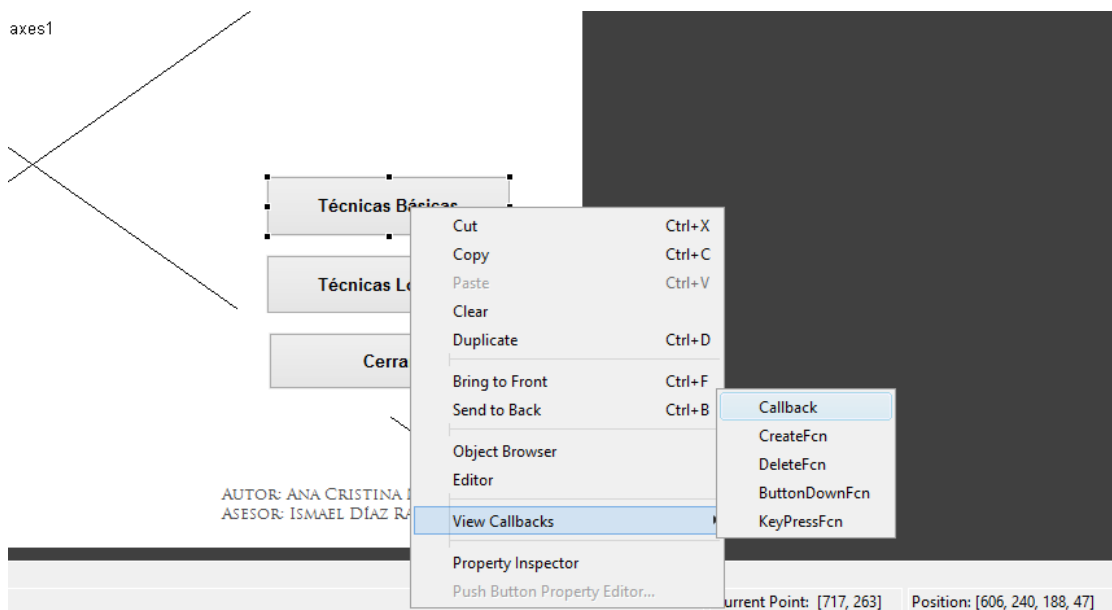 axes1
Técnicas Básicas
Técnicas
Cut Ctrl+X
Copy Ctrl+C
Paste Ctrl+V
Clear
Duplicate Ctrl+D
Cerra
Bring to Front Ctrl+F
Send to Back Ctrl+B
Callback
CreateFcn
Object Browser
DeleteFcn
Editor
AUTOR: ANA CRISTINA
ButtonDownFcn
ASESOR: ISMAEL DÍAZ
View Callbacks
KeyPressFcn
Property Inspector
Push Button Property Editor...
urrent Point: [717, 263] Position: [606, 240, 188, 47]